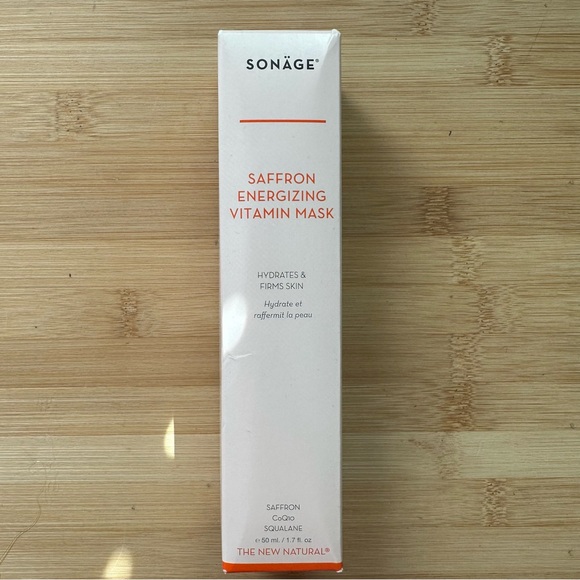 SONÄGE®
SAFFRON
ENERGIZING
VITAMIN MASK
HYDRATES &
FIRMS SKIN
Hydrate et
raffermit la peau
SAFFRON
CoQ10
SQUALANE
℮ 50 ml. / 1.7 fl. oz
THE NEW NATURAL®